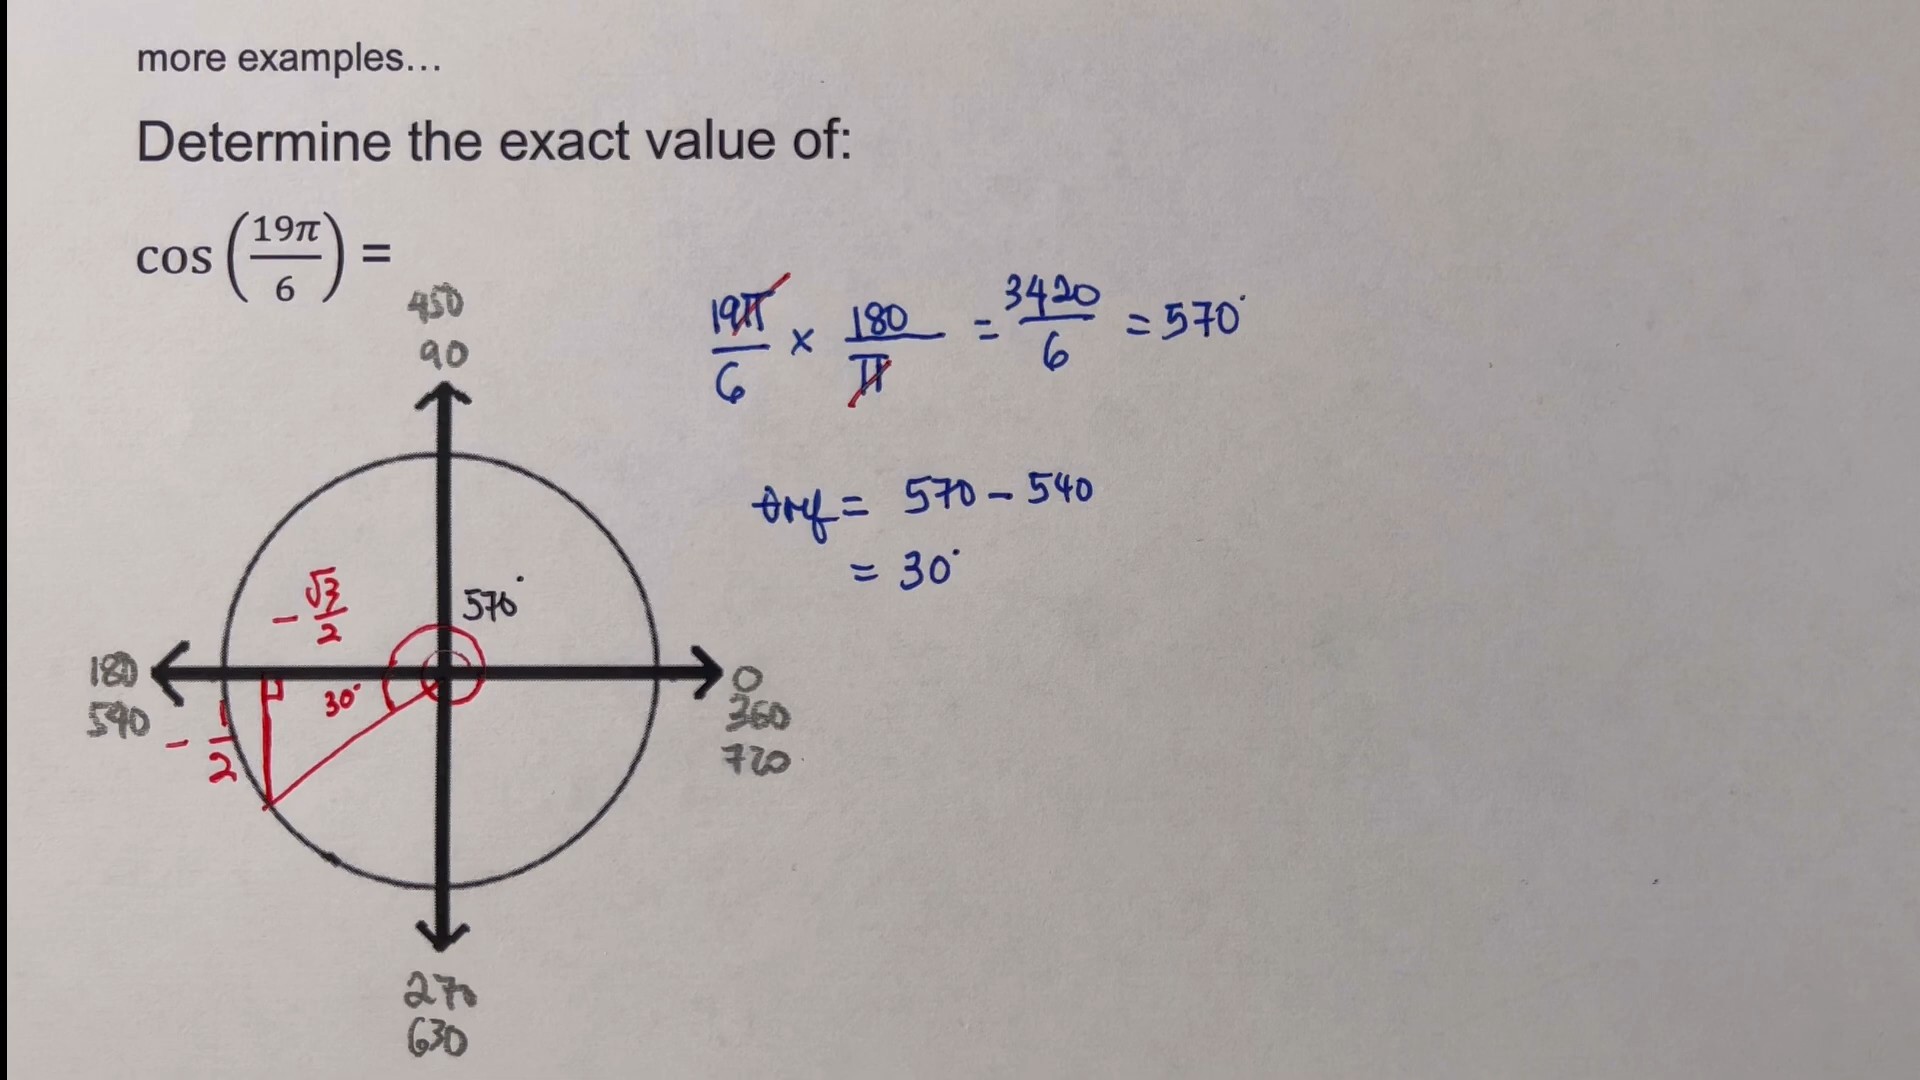 more examples...
Determine the exact value of:
cos (19π/6) =
450
90
19π/6 × 180/π = 3420/6 = 570°
θref = 570 - 540
= 30°
570°
- √3/2
180
540
30°
- 1/2
0
360
720
270
630